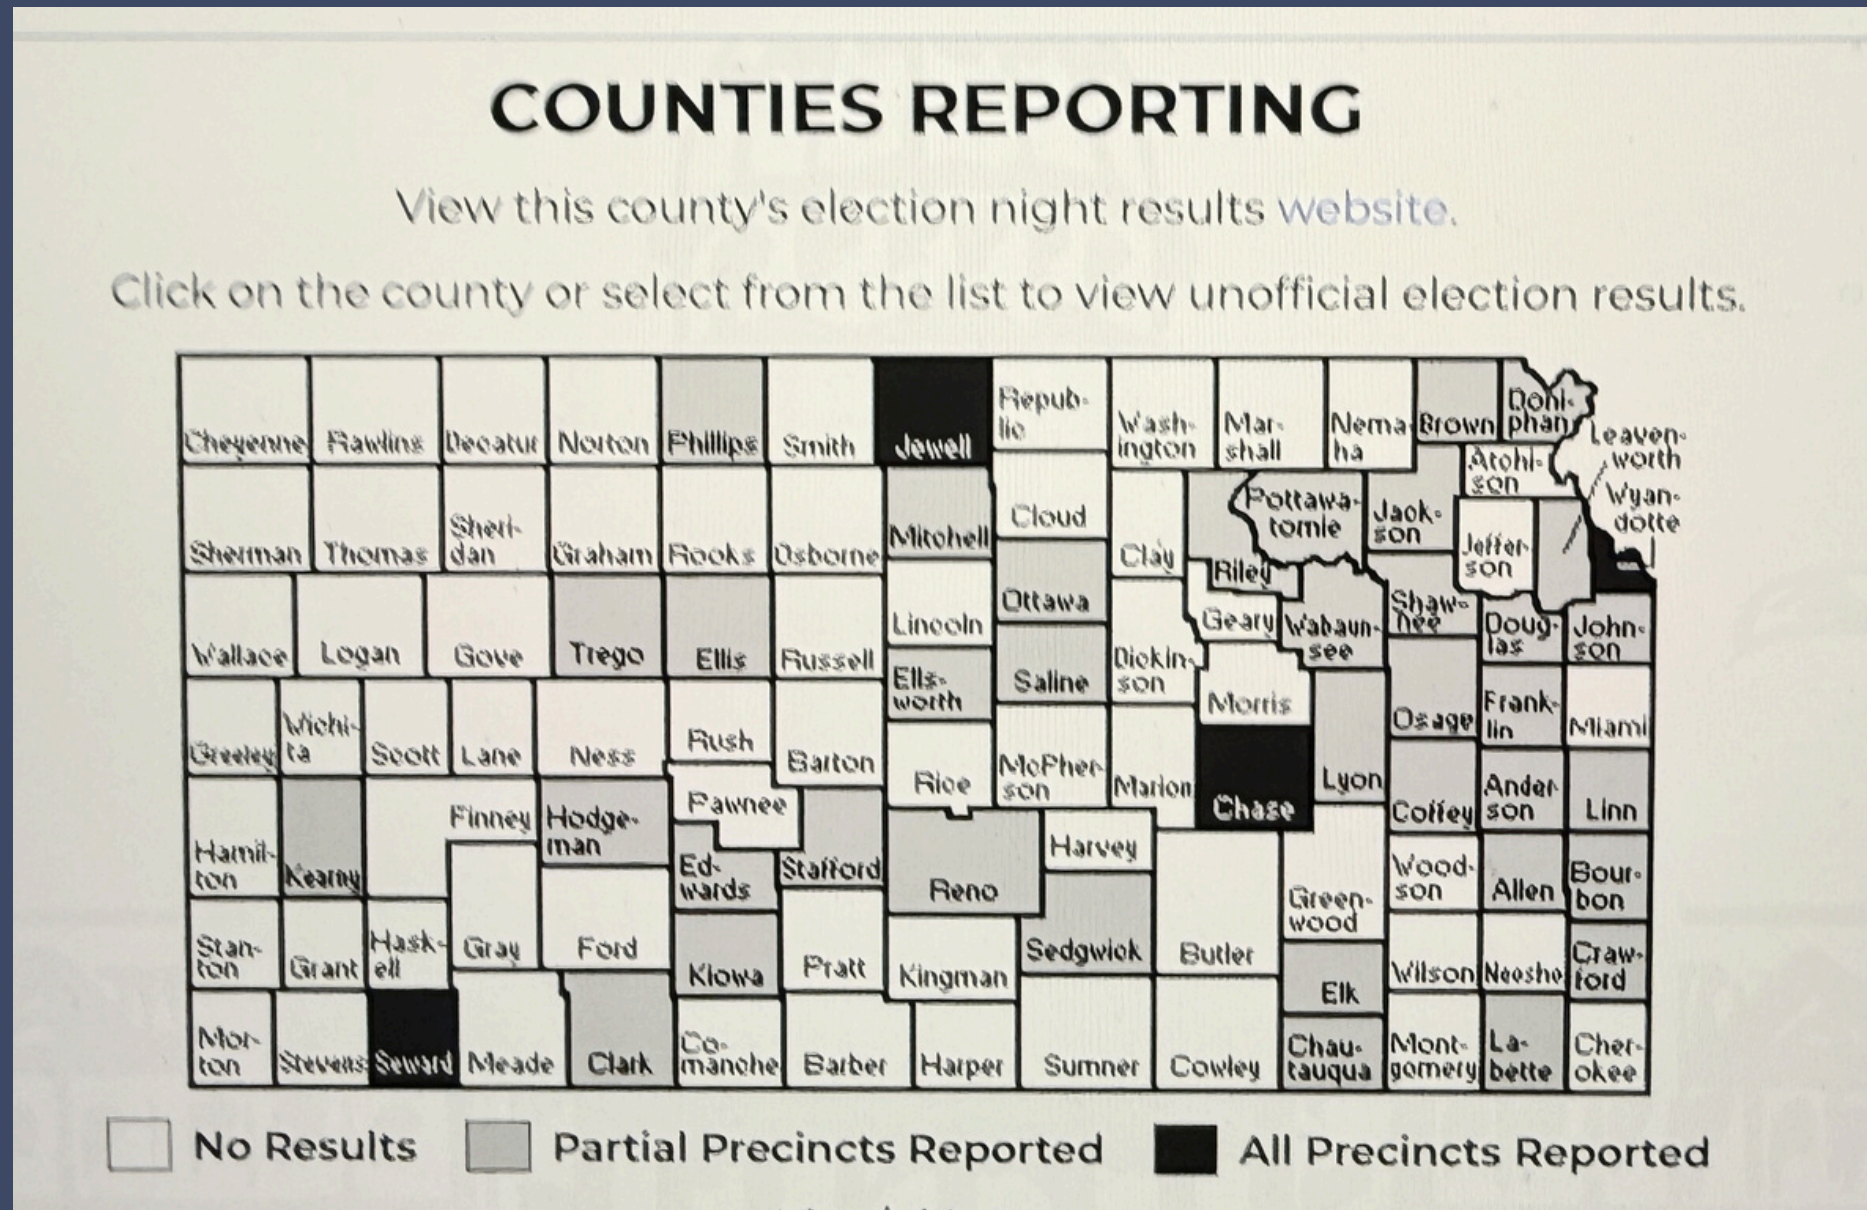 COUNTIES REPORTING
View this county's election night results website.
Click on the county or select from the list to view unofficial election results.
Cheyenne
Rawlins
Decatur
Norton
Phillips
Smith
Jewell
Repub-
lic
Wash-
ington
Mar-
shall
Nema-
ha
Brown
Doni-
phan
Leaven-
worth
Atchi-
son
Wyan-
dotte
Sherman
Thomas
Sheri-
dan
Graham
Rooks
Osborne
Mitchell
Cloud
Clay
Riley
Pottawa-
tomie
Jack-
son
Jeffer-
son
Wallace
Logan
Gove
Trego
Ellis
Russell
Lincoln
Ottawa
Geary
Wabaun-
see
Shaw-
nee
Doug-
las
John-
son
Ells-
worth
Saline
Dickin-
son
Morris
Osage
Frank-
lin
Miami
Greeley
Wichi-
ta
Scott
Lane
Ness
Rush
Barton
Rice
McPher-
son
Marion
Chase
Lyon
Coffey
Ander
son
Linn
Hamil-
ton
Kearny
Finney
Hodge-
man
Pawnee
Ed-
wards
Stafford
Reno
Harvey
Green-
wood
Wood-
son
Allen
Bour-
bon
Stan-
ton
Grant
Hask-
ell
Gray
Ford
Kiowa
Pratt
Kingman
Sedgwick
Butler
Elk
Wilson
Neosho
Craw-
ford
Mor-
ton
Stevens
Seward
Meade
Clark
Co-
manche
Barber
Harper
Sumner
Cowley
Chau-
tauqua
Mont-
gomery
La-
bette
Cher-
okee
No Results
Partial Precincts Reported
All Precincts Reported